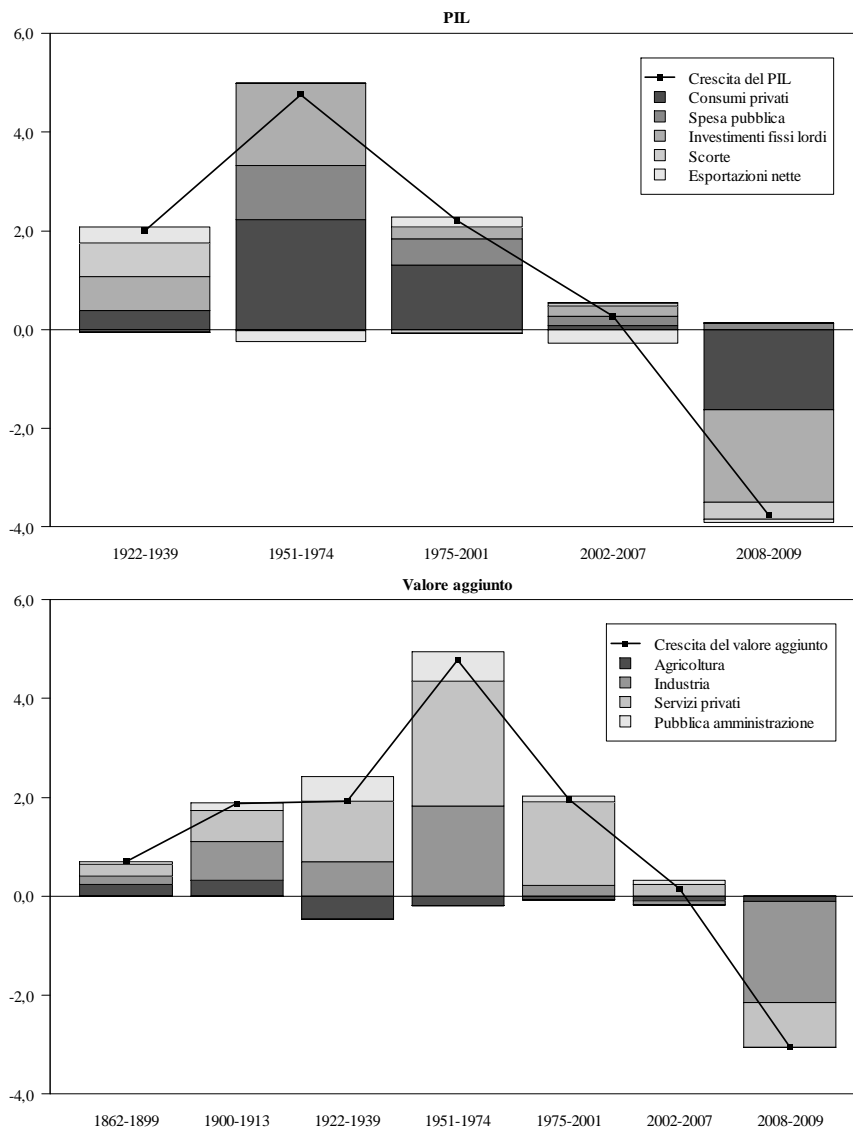 PIL
6,0
4,0
2,0
0,0
-2,0
-4,0
Crescita del PIL
Consumi privati
Spesa pubblica
Investimenti fissi lordi
Scorte
Esportazioni nette
1922-1939 1951-1974 1975-2001 2002-2007 2008-2009
Valore aggiunto
6,0
4,0
2,0
0,0
-2,0
-4,0
Crescita del valore aggiunto
Agricoltura
Industria
Servizi privati
Pubblica amministrazione
1862-1899 1900-1913 1922-1939 1951-1974 1975-2001 2002-2007 2008-2009